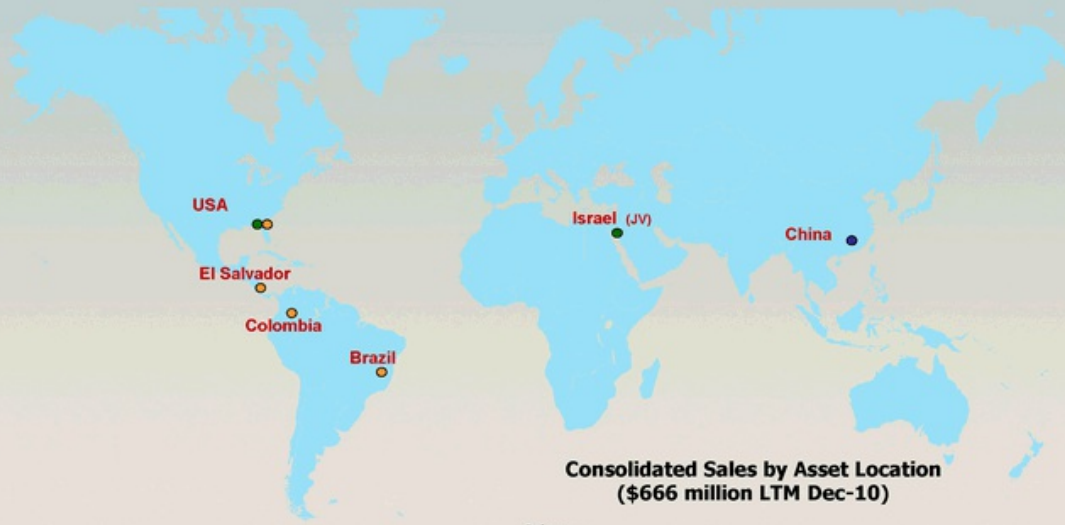 USA
Israel (JV)
China
El Salvador
Colombia
Brazil
Consolidated Sales by Asset Location
($666 million LTM Dec-10)